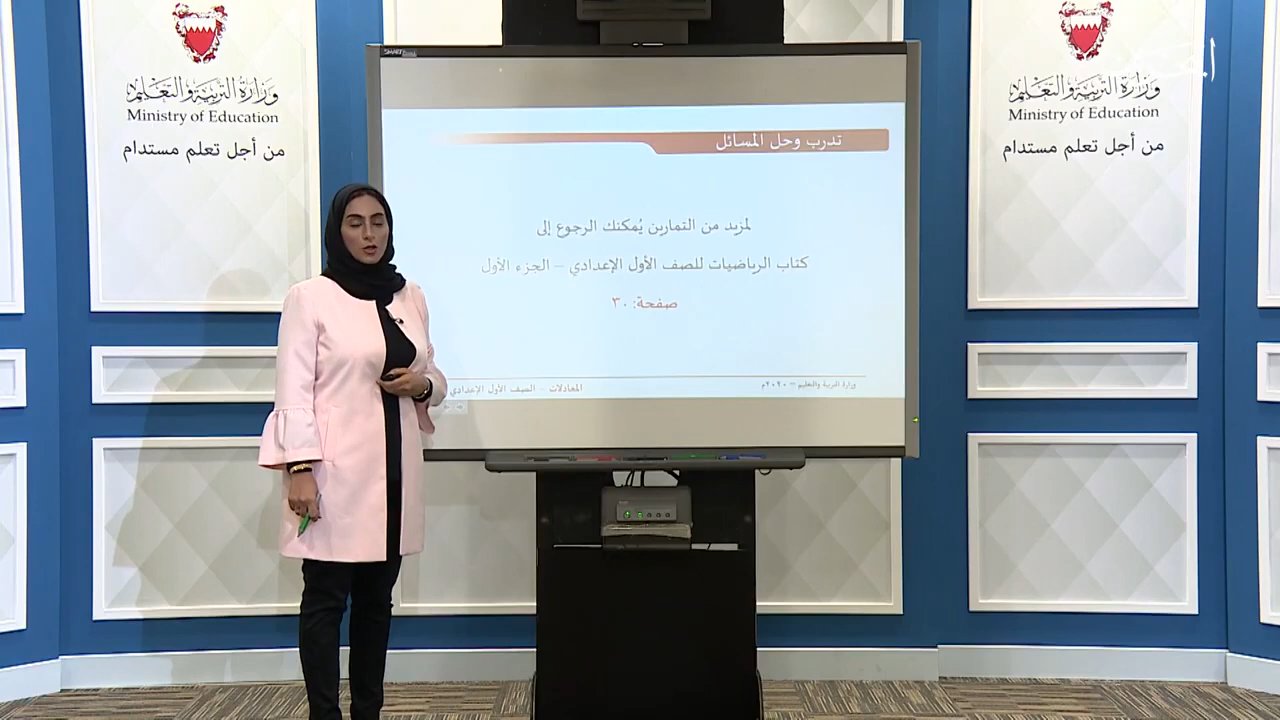 وزارة التربية والتعليم
Ministry of Education
من أجل تعلم مستدام
SMART Board
تدرب وحل المسائل
لمزيد من التمارين يُمكنك الرجوع إلى
كتاب الرياضيات للصف الأول الإعدادي – الجزء الأول
صفحة: ٣٠
وزارة التربية والتعليم – ٢٠٢٠م
المعادلات – الصف الأول الإعدادي
وزارة التربية والتعليم
Ministry of Education
من أجل تعلم مستدام